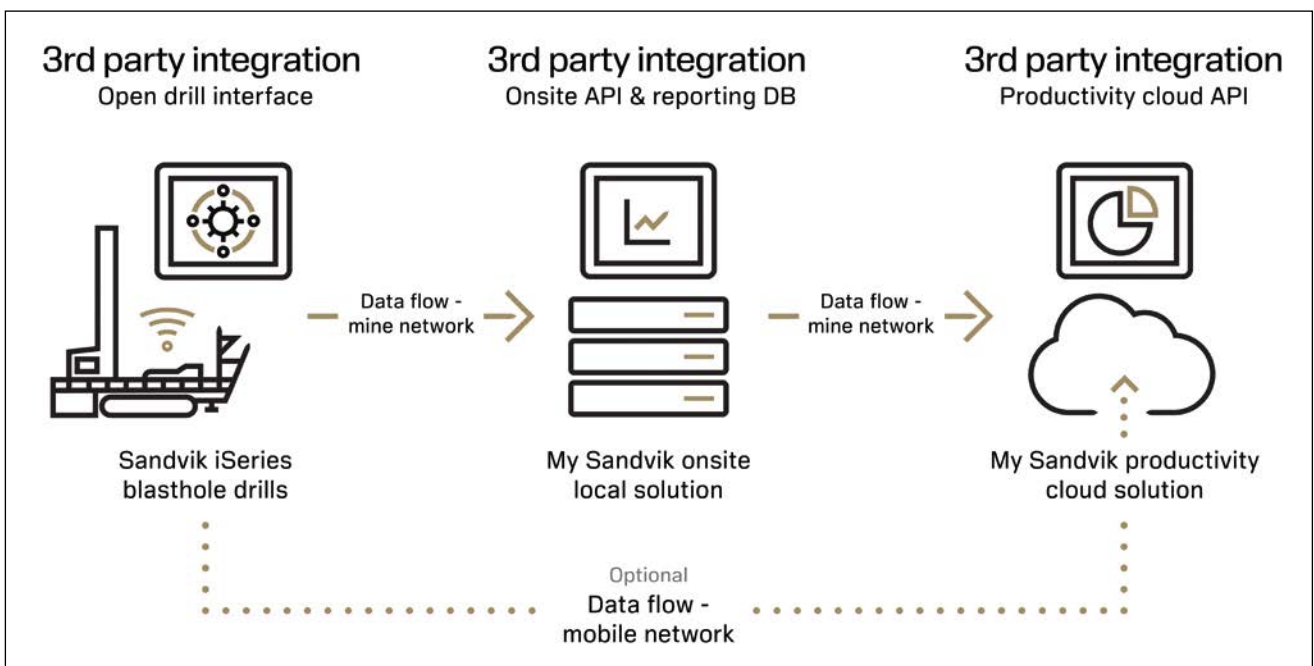 3rd party integration
Open drill interface
3rd party integration
Onsite API & reporting DB
3rd party integration
Productivity cloud API
Data flow -
mine network
Data flow -
mine network
Sandvik iSeries
blasthole drills
My Sandvik onsite
local solution
My Sandvik productivity
cloud solution
Optional
Data flow -
mobile network